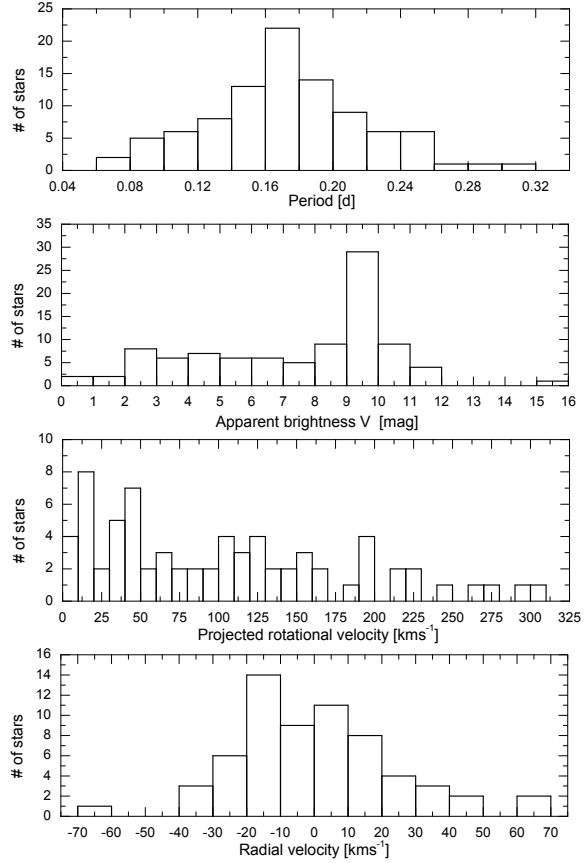 25
20
15
10
5
0
# of stars
0.04 0.08 0.12 0.16 0.20 0.24 0.28 0.32
Period [d]
35
30
25
20
15
10
5
0
# of stars
0 1 2 3 4 5 6 7 8 9 10 11 12 13 14 15 16
Apparent brightness V [mag]
10
8
6
4
2
0
# of stars
0 25 50 75 100 125 150 175 200 225 250 275 300 325
Projected rotational velocity [kms⁻¹]
16
14
12
10
8
6
4
2
0
# of stars
-70 -60 -50 -40 -30 -20 -10 0 10 20 30 40 50 60 70
Radial velocity [kms⁻¹]